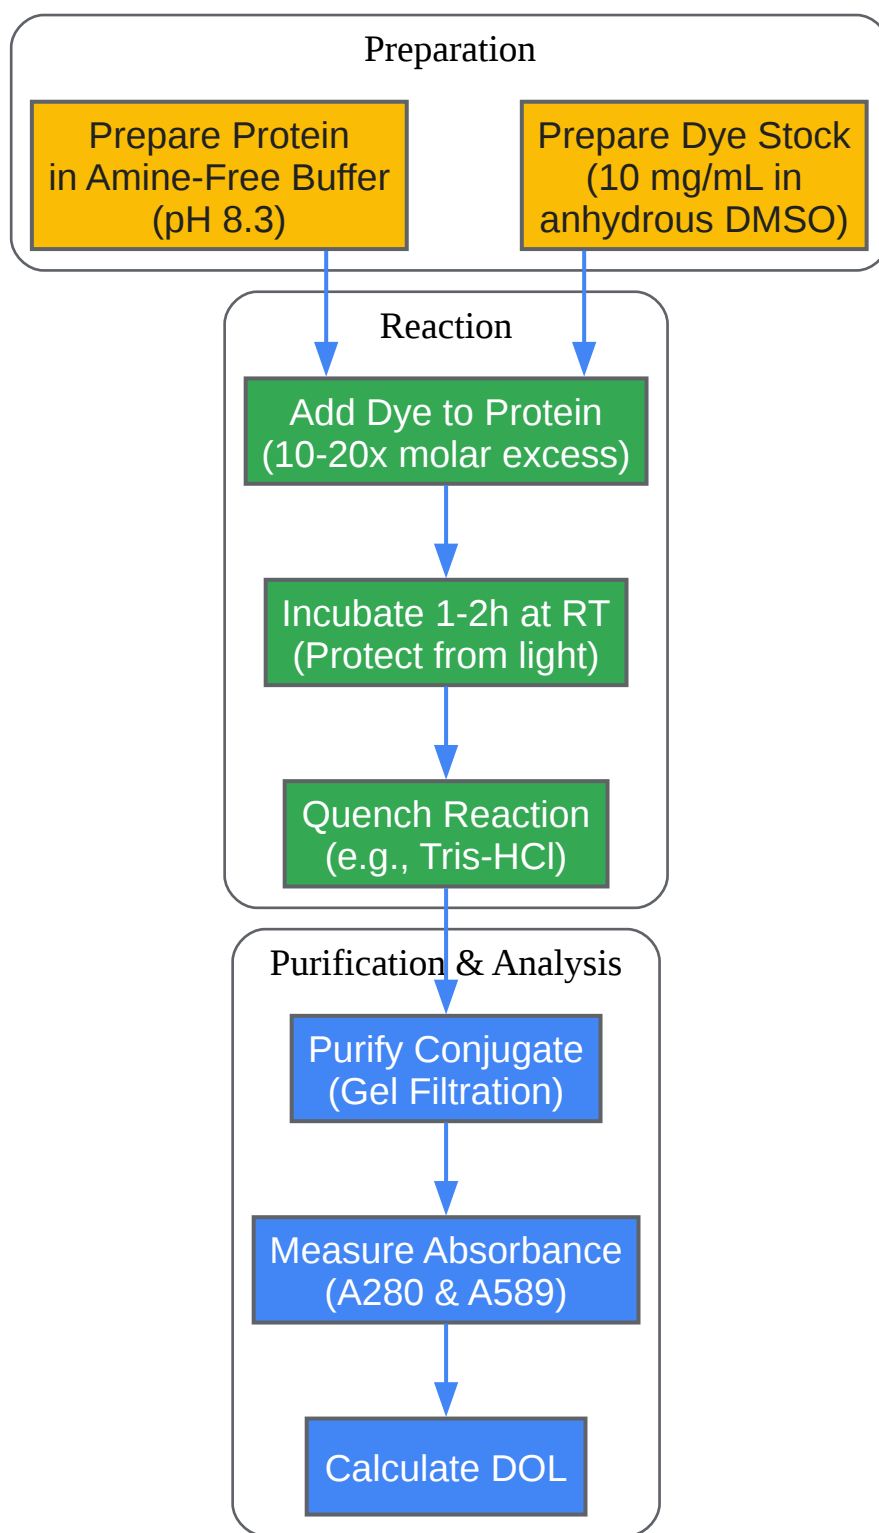 Preparation
Prepare Protein
in Amine-Free Buffer
(pH 8.3)
Prepare Dye Stock
(10 mg/mL in
anhydrous DMSO)
Reaction
Add Dye to Protein
(10-20x molar excess)
Incubate 1-2h at RT
(Protect from light)
Quench Reaction
(e.g., Tris-HCl)
Purification & Analysis
Purify Conjugate
(Gel Filtration)
Measure Absorbance
(A280 & A589)
Calculate DOL